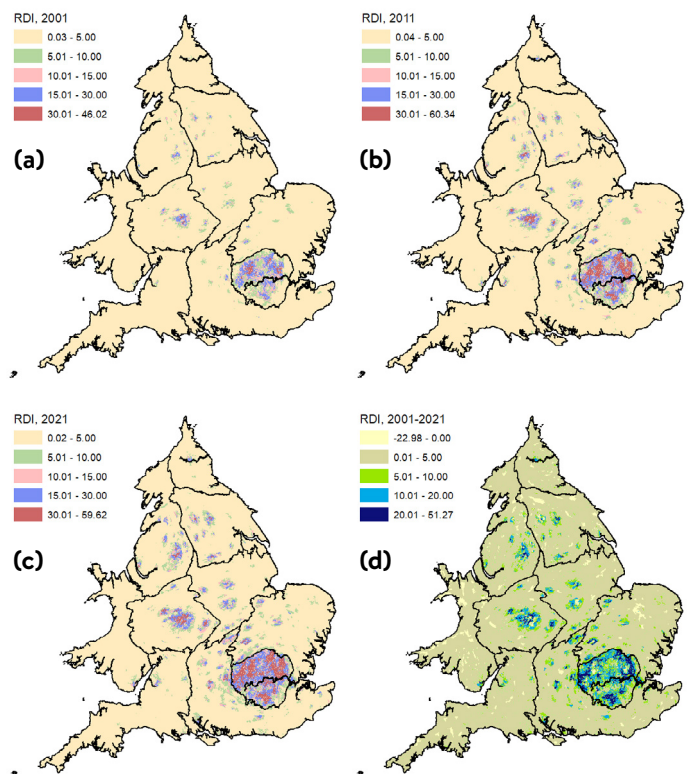 RDI, 2001
0.03 - 5.00
5.01 - 10.00
10.01 - 15.00
15.01 - 30.00
30.01 - 46.02
(a)
RDI, 2011
0.04 - 5.00
5.01 - 10.00
10.01 - 15.00
15.01 - 30.00
30.01 - 60.34
(b)
RDI, 2021
0.02 - 5.00
5.01 - 10.00
10.01 - 15.00
15.01 - 30.00
30.01 - 59.62
(c)
RDI, 2001-2021
-22.98 - 0.00
0.01 - 5.00
5.01 - 10.00
10.01 - 20.00
20.01 - 51.27
(d)